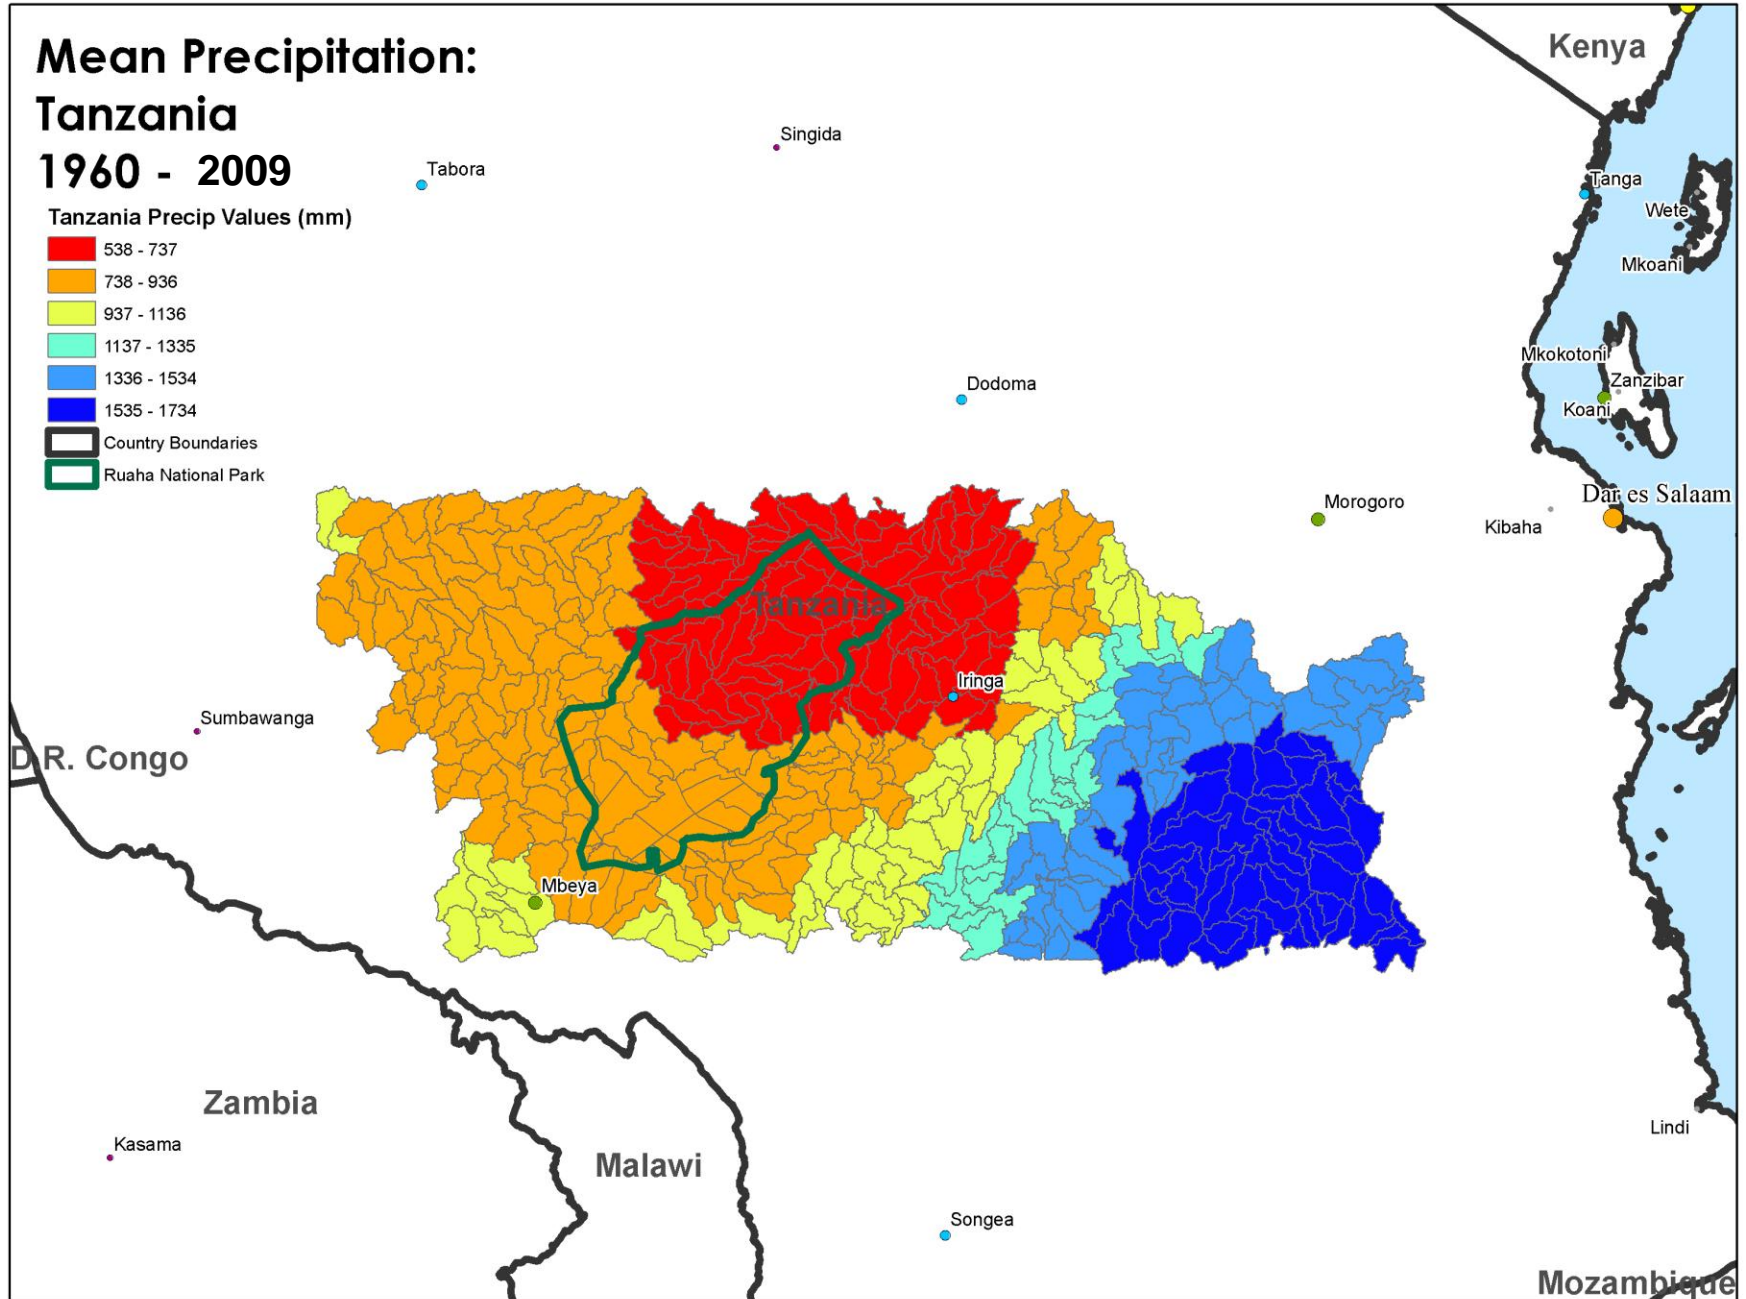 Mean Precipitation:
Tanzania
1960 - 2009
Tanzania Precip Values (mm)
538 - 737
738 - 936
937 - 1136
1137 - 1335
1336 - 1534
1535 - 1734
Country Boundaries
Ruaha National Park
Kenya
Singida
Tabora
Tanga
Wete
Mkoani
Mkokotoni
Zanzibar
Koani
Dodoma
Morogoro
Dar es Salaam
Kibaha
Tanzania
Iringa
Sumbawanga
D.R. Congo
Mbeya
Zambia
Kasama
Malawi
Lindi
Songea
Mozambique